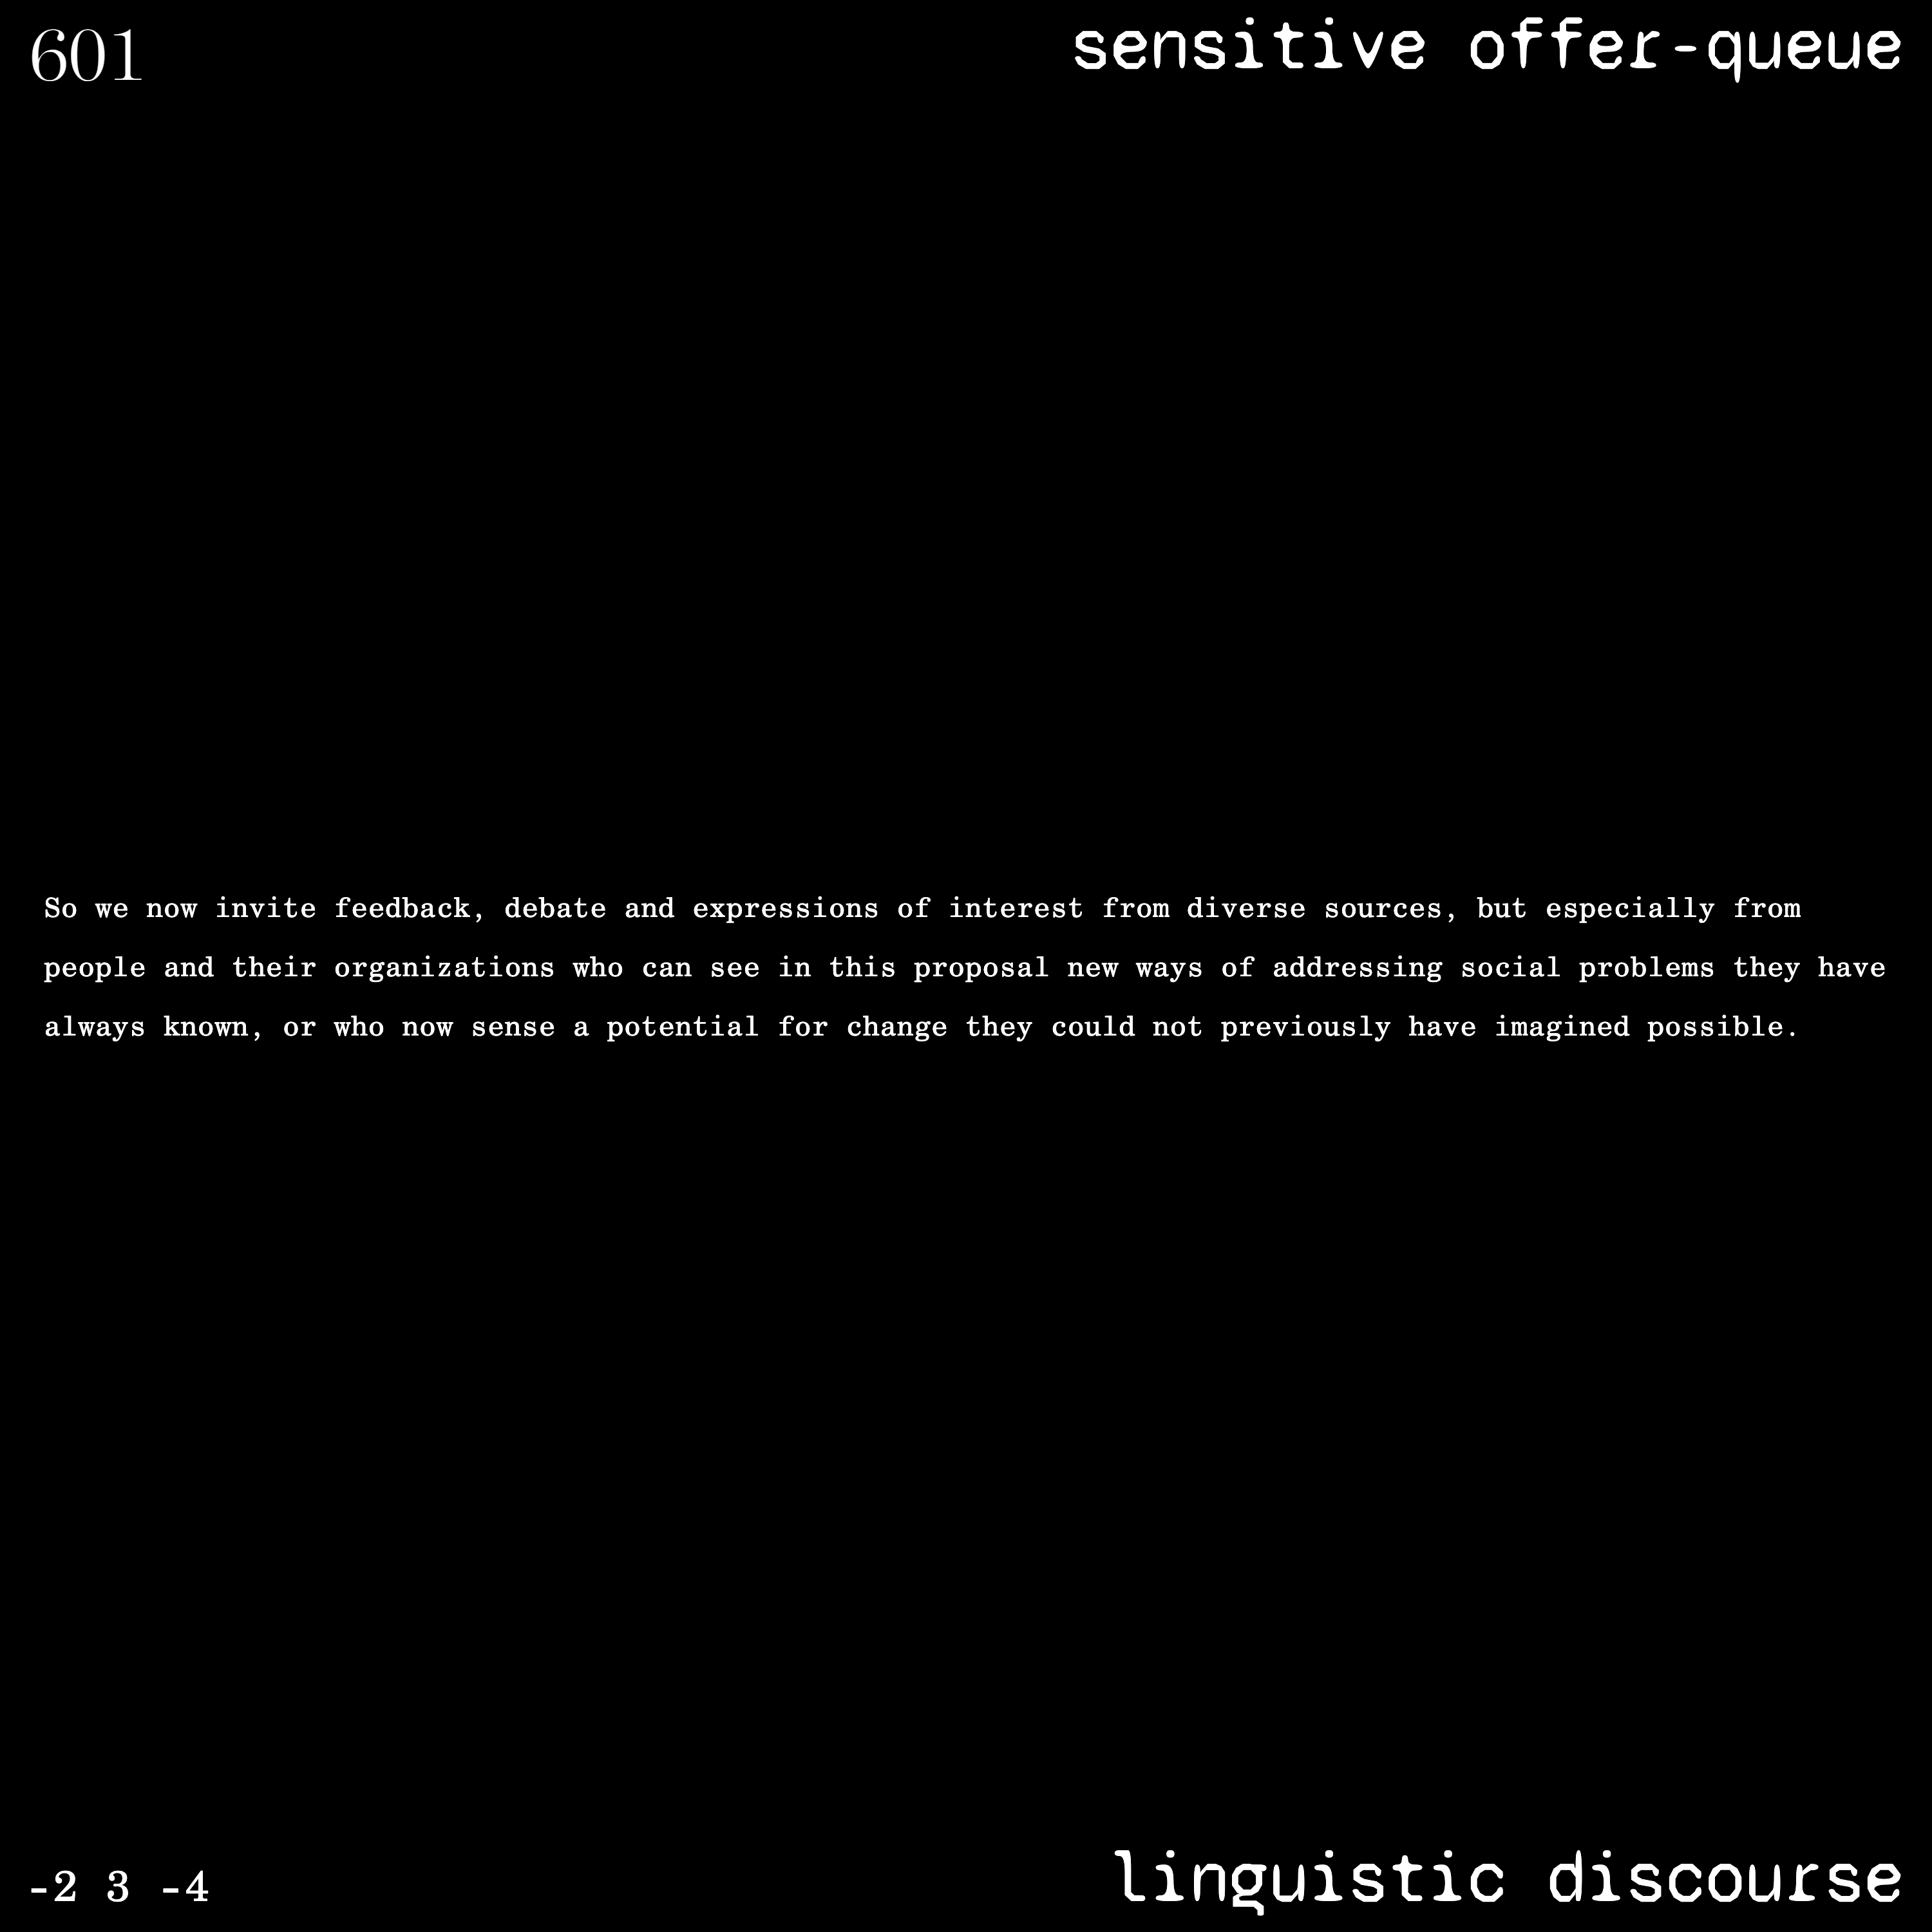 601
sensitive offer-queue
So we now invite feedback, debate and expressions of interest from diverse sources, but especially from
people and their organizations who can see in this proposal new ways of addressing social problems they have
always known, or who now sense a potential for change they could not previously have imagined possible.
-2 3 -4
linguistic discourse